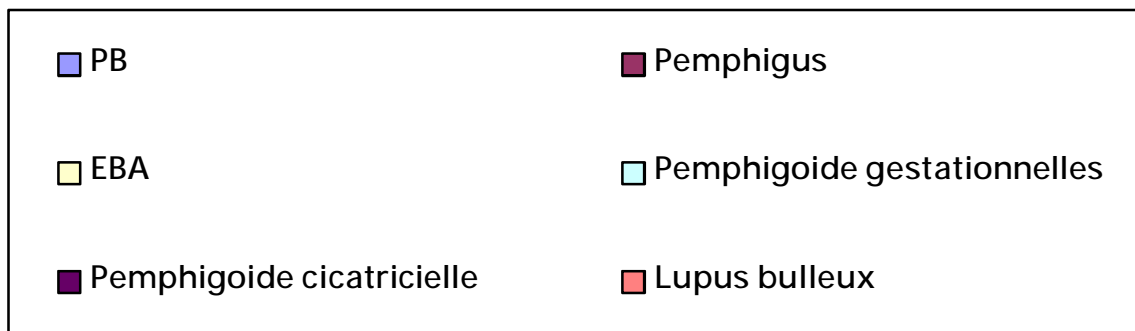 PB
Pemphigus
EBA
Pemphigoide gestationnelles
Pemphigoide cicatricielle
Lupus bulleux